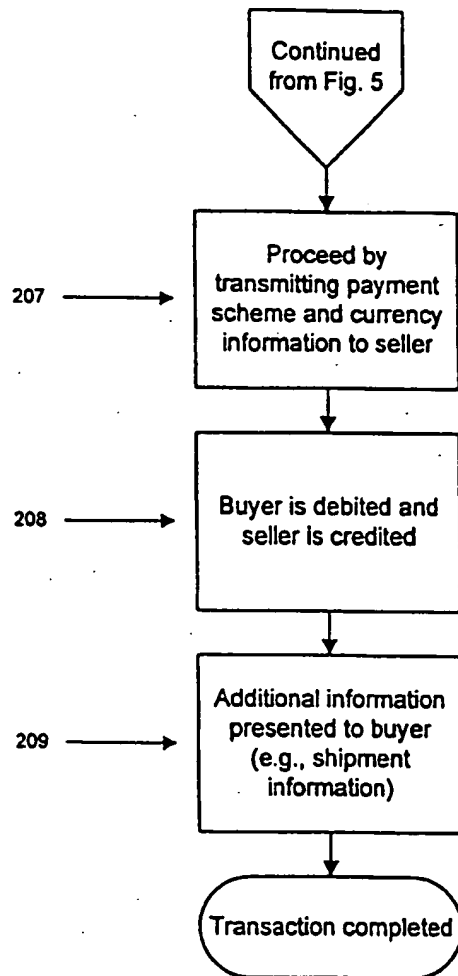 Continued
from Fig. 5
207
Proceed by
transmitting payment
scheme and currency
information to seller
208
Buyer is debited and
seller is credited
209
Additional information
presented to buyer
(e.g., shipment
information)
Transaction completed